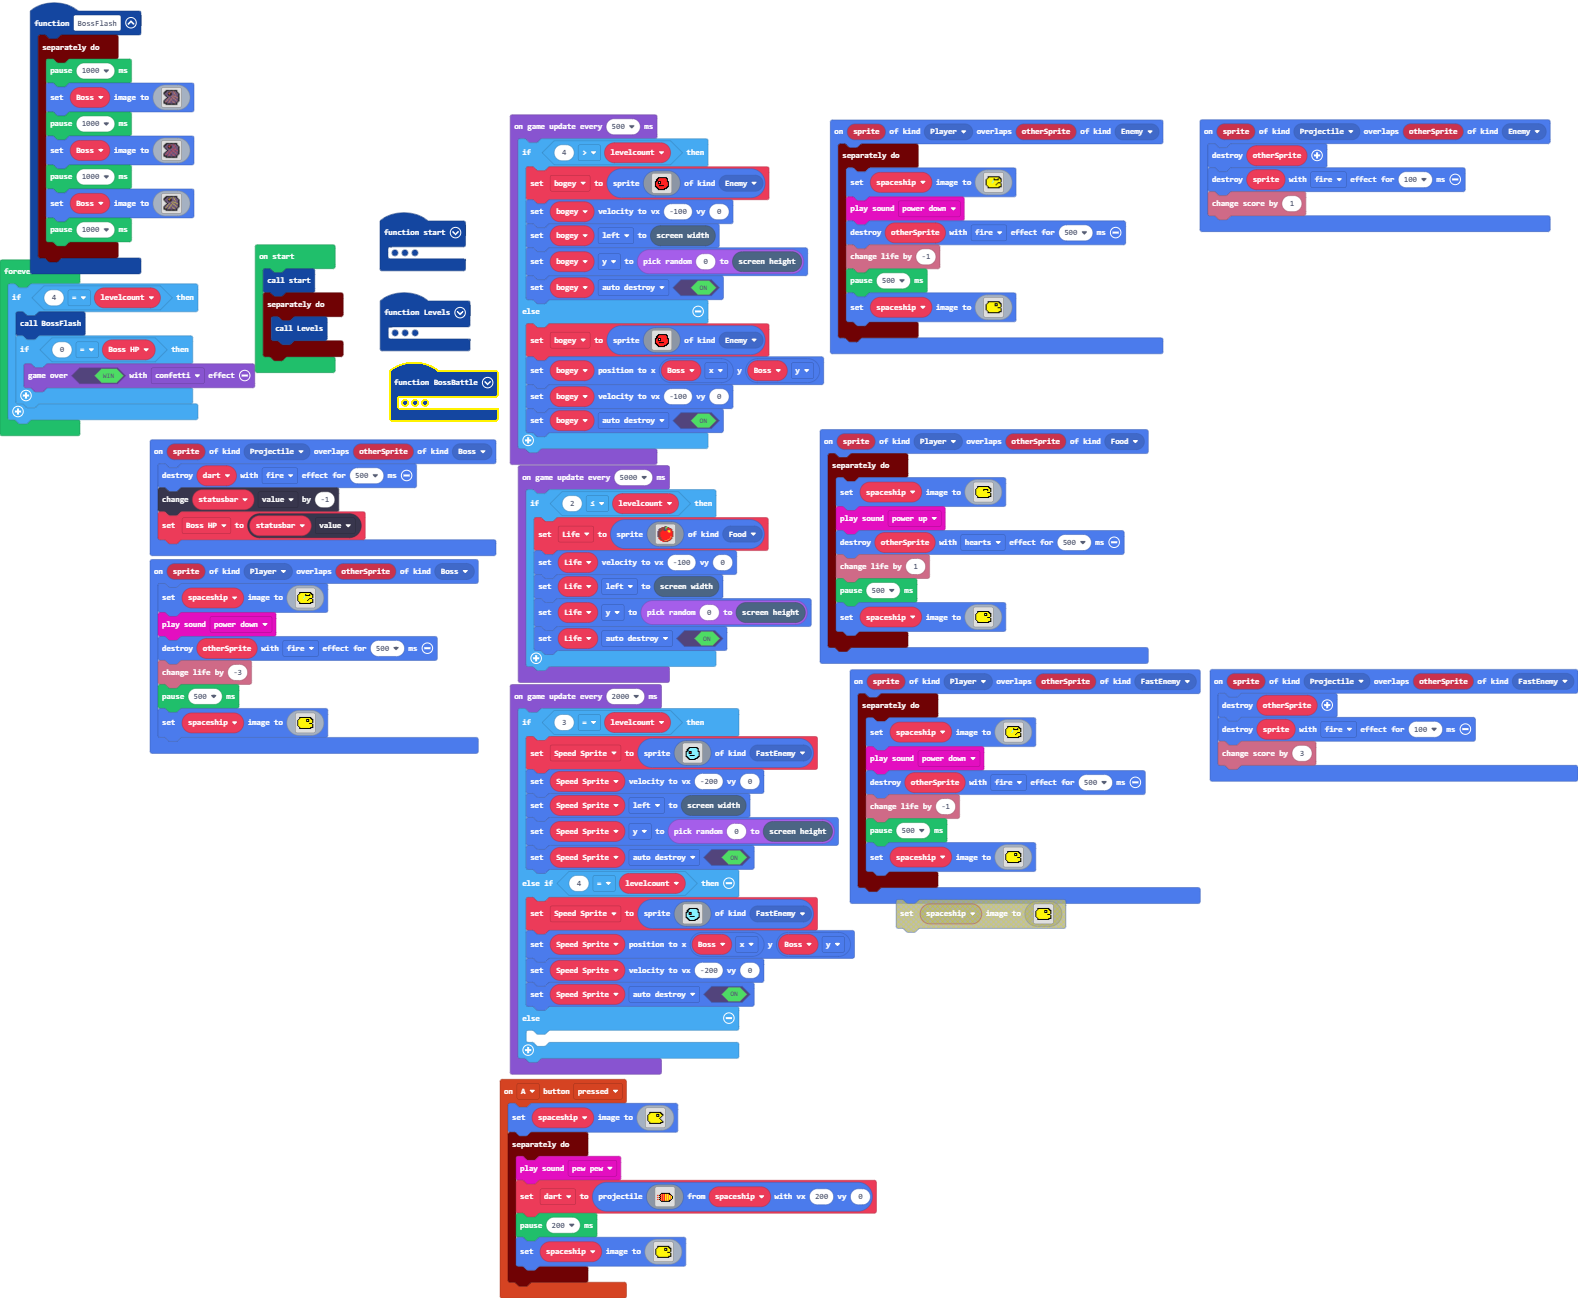 function BossFlash
separately do
pause 1000 ms
set Boss image to
pause 1000 ms
set Boss image to
pause 1000 ms
set Boss image to
pause 1000 ms
forever
if 4 = levelcount then
call BossFlash
if 0 = Boss HP then
game over WIN with confetti effect
on start
call start
separately do
call Levels
function start
function Levels
function BossBattle
on sprite of kind Projectile overlaps otherSprite of kind Boss
destroy dart with fire effect for 500 ms
change statusbar value by -1
set Boss HP to statusbar value
on sprite of kind Player overlaps otherSprite of kind Boss
set spaceship image to
play sound power down
destroy otherSprite with fire effect for 500 ms
change life by -3
pause 500 ms
set spaceship image to
on game update every 500 ms
if 4 > levelcount then
set bogey to sprite of kind Enemy
set bogey velocity to vx -100 vy 0
set bogey left to screen width
set bogey y to pick random 0 to screen height
set bogey auto destroy ON
else
set bogey to sprite of kind Enemy
set bogey position to x Boss x y Boss y
set bogey velocity to vx -100 vy 0
set bogey auto destroy ON
on game update every 5000 ms
if 2 ≤ levelcount then
set Life to sprite of kind Food
set Life velocity to vx -100 vy 0
set Life left to screen width
set Life y to pick random 0 to screen height
set Life auto destroy ON
on game update every 2000 ms
if 3 = levelcount then
set Speed Sprite to sprite of kind FastEnemy
set Speed Sprite velocity to vx -200 vy 0
set Speed Sprite left to screen width
set Speed Sprite y to pick random 0 to screen height
set Speed Sprite auto destroy ON
else if 4 = levelcount then
set Speed Sprite to sprite of kind FastEnemy
set Speed Sprite position to x Boss x y Boss y
set Speed Sprite velocity to vx -200 vy 0
set Speed Sprite auto destroy ON
else
on A button pressed
set spaceship image to
separately do
play sound pew pew
set dart to projectile from spaceship with vx 200 vy 0
pause 200 ms
set spaceship image to
on sprite of kind Player overlaps otherSprite of kind Enemy
separately do
set spaceship image to
play sound power down
destroy otherSprite with fire effect for 500 ms
change life by -1
pause 500 ms
set spaceship image to
on sprite of kind Player overlaps otherSprite of kind Food
separately do
set spaceship image to
play sound power up
destroy otherSprite with hearts effect for 500 ms
change life by 1
pause 500 ms
set spaceship image to
on sprite of kind Player overlaps otherSprite of kind FastEnemy
separately do
set spaceship image to
play sound power down
destroy otherSprite with fire effect for 500 ms
change life by -1
pause 500 ms
set spaceship image to
set spaceship image to
on sprite of kind Projectile overlaps otherSprite of kind Enemy
destroy otherSprite
destroy sprite with fire effect for 100 ms
change score by 1
on sprite of kind Projectile overlaps otherSprite of kind FastEnemy
destroy otherSprite
destroy sprite with fire effect for 100 ms
change score by 3